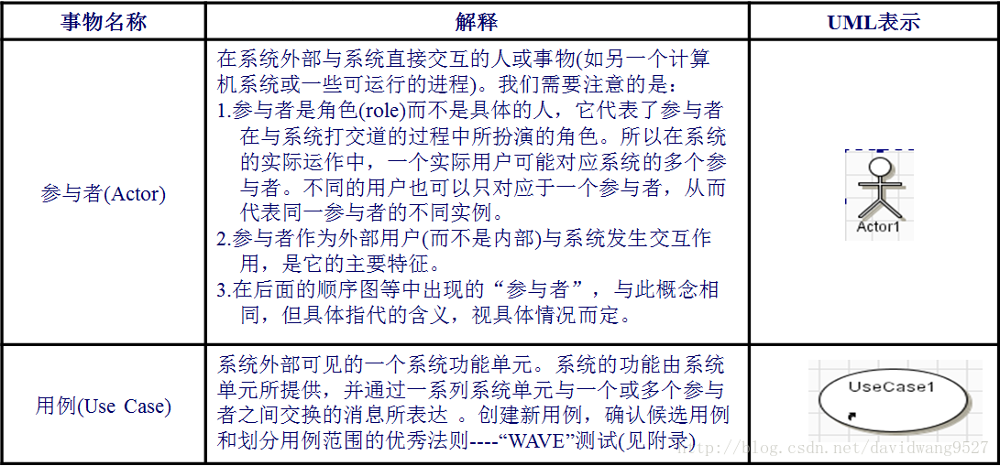 事物名称
解释
UML表示
参与者(Actor)
在系统外部与系统直接交互的人或事物(如另一个计算
机系统或一些可运行的进程)。我们需要注意的是：
1.参与者是角色(role)而不是具体的人，它代表了参与者
在与系统打交道的过程中所扮演的角色。所以在系统
的实际运作中，一个实际用户可能对应系统的多个参
与者。不同的用户也可以只对应于一个参与者，从而
代表同一参与者的不同实例。
2.参与者作为外部用户(而不是内部)与系统发生交互作
用，是它的主要特征。
3.在后面的顺序图等中出现的“参与者”，与此概念相
同，但具体指代的含义，视具体情况而定。
Actor1
用例(Use Case)
系统外部可见的一个系统功能单元。系统的功能由系统
单元所提供，并通过一系列系统单元与一个或多个参与
者之间交换的消息所表达 。创建新用例，确认候选用例
和划分用例范围的优秀法则----“WAVE”测试(见附录)
UseCase1
http://blog.csdn.net/davidwang9527